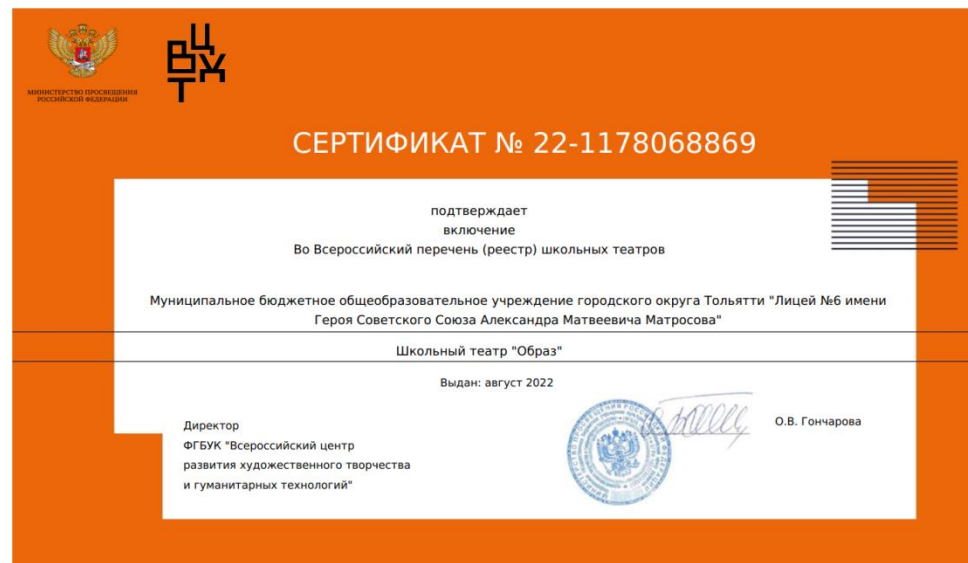 МИНИСТЕРСТВО ПРОСВЕЩЕНИЯ
РОССИЙСКОЙ ФЕДЕРАЦИИ
ВЦХТ
СЕРТИФИКАТ № 22-1178068869
подтверждает
включение
Во Всероссийский перечень (реестр) школьных театров
Муниципальное бюджетное общеобразовательное учреждение городского округа Тольятти "Лицей №6 имени
Героя Советского Союза Александра Матвеевича Матросова"
Школьный театр "Образ"
Выдан: август 2022
Директор
ФГБУК "Всероссийский центр
развития художественного творчества
и гуманитарных технологий"
О.В. Гончарова